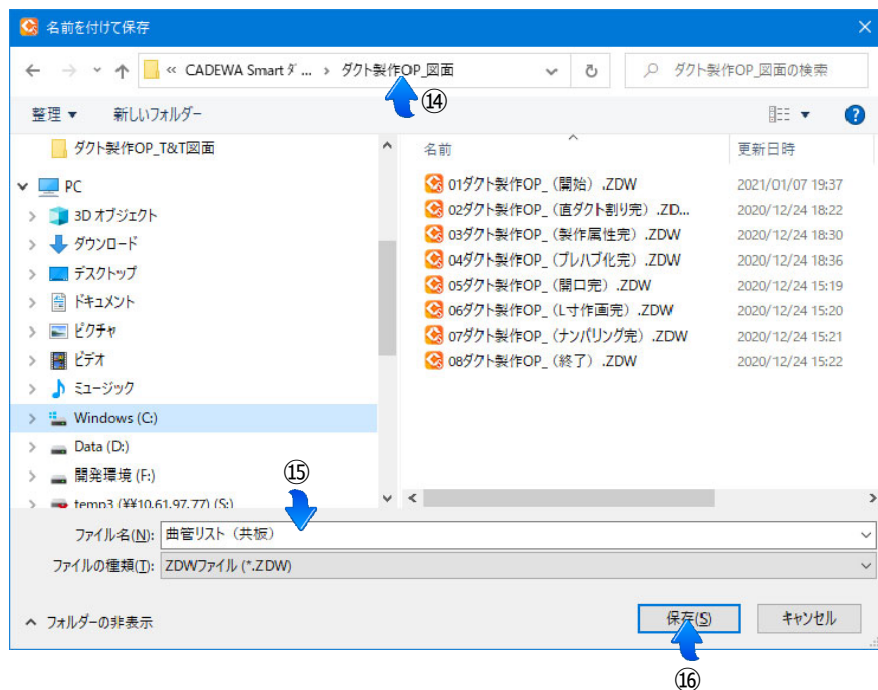 名前を付けて保存
« CADEWA Smartダ ... › ダクト製作OP_図面
ダクト製作OP_図面の検索
⑭
整理 新しいフォルダー
ダクト製作OP_T&T図面
PC
3D オブジェクト
ダウンロード
デスクトップ
ドキュメント
ピクチャ
ビデオ
ミュージック
Windows (C:)
Data (D:)
開発環境 (F:)
temp3 (¥¥10.61.97.77) (S:)
名前 更新日時
01ダクト製作OP_（開始）.ZDW 2021/01/07 19:37
02ダクト製作OP_（直ダクト割り完）.ZD... 2020/12/24 18:22
03ダクト製作OP_（製作属性完）.ZDW 2020/12/24 18:30
04ダクト製作OP_（プレハブ化完）.ZDW 2020/12/24 18:36
05ダクト製作OP_（開口完）.ZDW 2020/12/24 15:19
06ダクト製作OP_（L寸作画完）.ZDW 2020/12/24 15:20
07ダクト製作OP_（ナンバリング完）.ZDW 2020/12/24 15:21
08ダクト製作OP_（終了）.ZDW 2020/12/24 15:22
⑮
ファイル名(N): 曲管リスト（共板）
ファイルの種類(T): ZDWファイル (*.ZDW)
フォルダーの非表示
保存(S) キャンセル
⑯